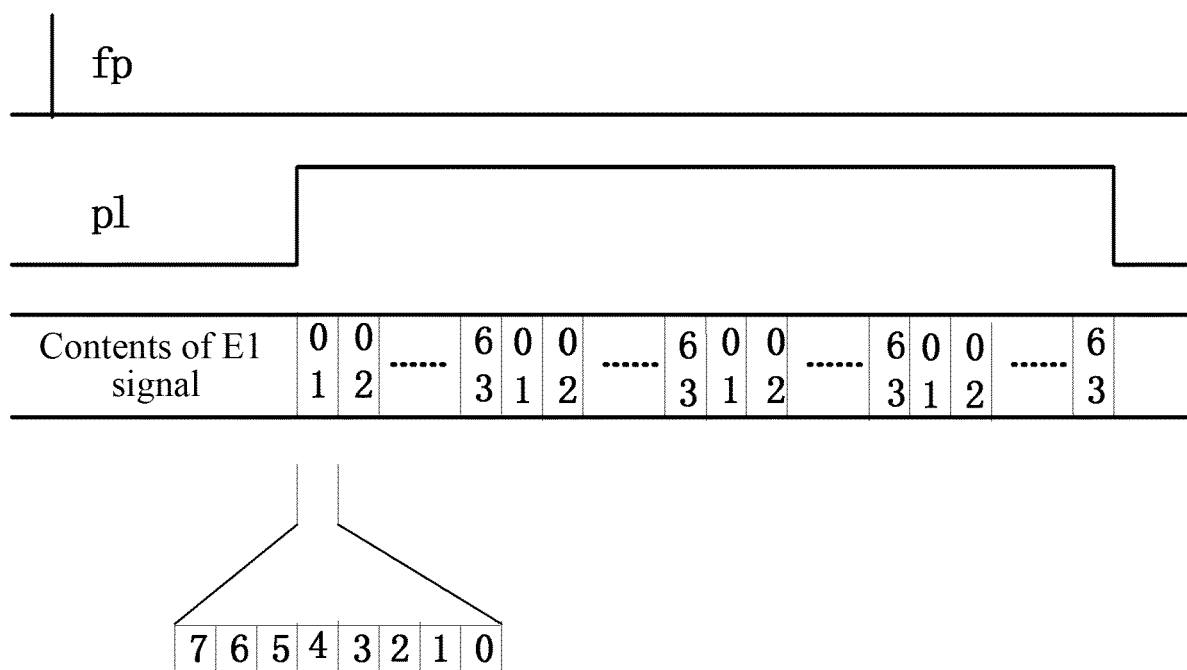 fp
pl
Contents of E1 0 0 6 0 0 6 0 0 6 0 0 6
signal 1 2 ...... 3 1 2 ...... 3 1 2 ...... 3 1 2 ...... 3
7 6 5 4 3 2 1 0